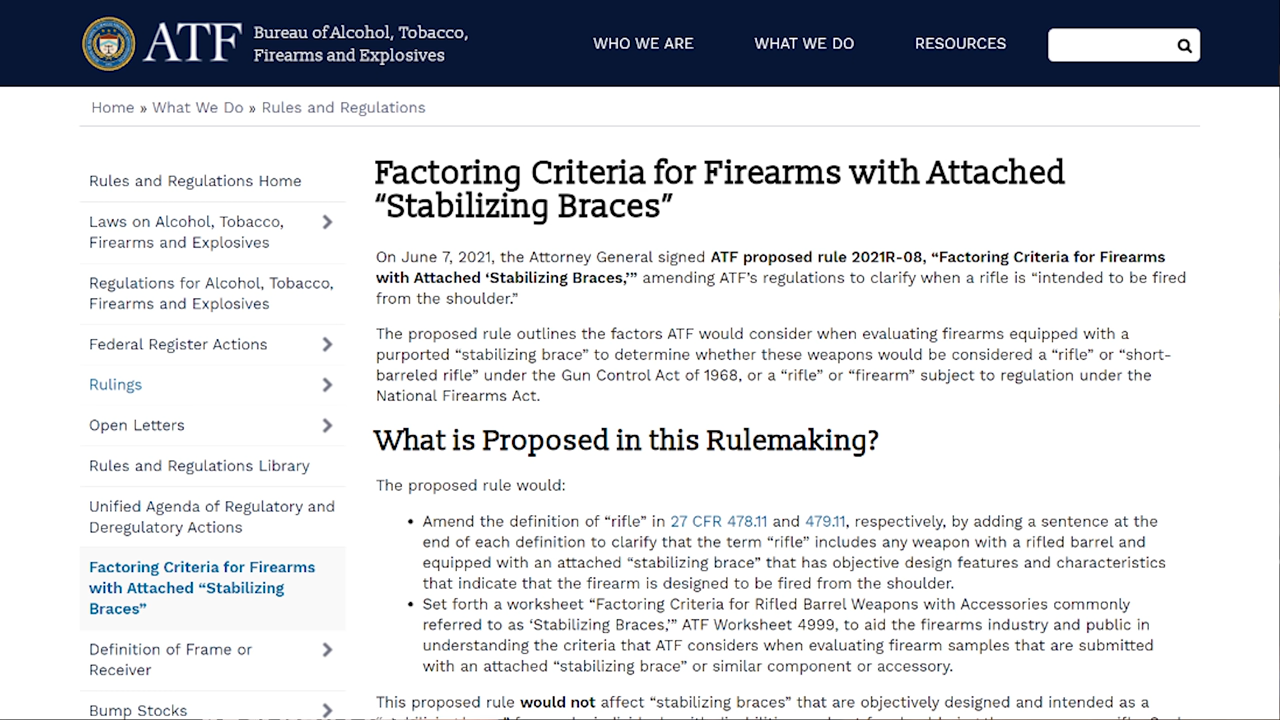 ATF
Bureau of Alcohol, Tobacco,
Firearms and Explosives
WHO WE ARE
WHAT WE DO
RESOURCES
Home » What We Do » Rules and Regulations
Rules and Regulations Home
Laws on Alcohol, Tobacco,
Firearms and Explosives
Regulations for Alcohol, Tobacco,
Firearms and Explosives
Federal Register Actions
Rulings
Open Letters
Rules and Regulations Library
Unified Agenda of Regulatory and
Deregulatory Actions
Factoring Criteria for Firearms
with Attached “Stabilizing
Braces”
Definition of Frame or
Receiver
Bump Stocks
Factoring Criteria for Firearms with Attached
“Stabilizing Braces”
On June 7, 2021, the Attorney General signed ATF proposed rule 2021R-08, “Factoring Criteria for Firearms
with Attached ‘Stabilizing Braces,’” amending ATF’s regulations to clarify when a rifle is “intended to be fired
from the shoulder.”
The proposed rule outlines the factors ATF would consider when evaluating firearms equipped with a
purported “stabilizing brace” to determine whether these weapons would be considered a “rifle” or “short-
barreled rifle” under the Gun Control Act of 1968, or a “rifle” or “firearm” subject to regulation under the
National Firearms Act.
What is Proposed in this Rulemaking?
The proposed rule would:
• Amend the definition of “rifle” in 27 CFR 478.11 and 479.11, respectively, by adding a sentence at the
end of each definition to clarify that the term “rifle” includes any weapon with a rifled barrel and
equipped with an attached “stabilizing brace” that has objective design features and characteristics
that indicate that the firearm is designed to be fired from the shoulder.
• Set forth a worksheet “Factoring Criteria for Rifled Barrel Weapons with Accessories commonly
referred to as ‘Stabilizing Braces,’” ATF Worksheet 4999, to aid the firearms industry and public in
understanding the criteria that ATF considers when evaluating firearm samples that are submitted
with an attached “stabilizing brace” or similar component or accessory.
This proposed rule would not affect “stabilizing braces” that are objectively designed and intended as a